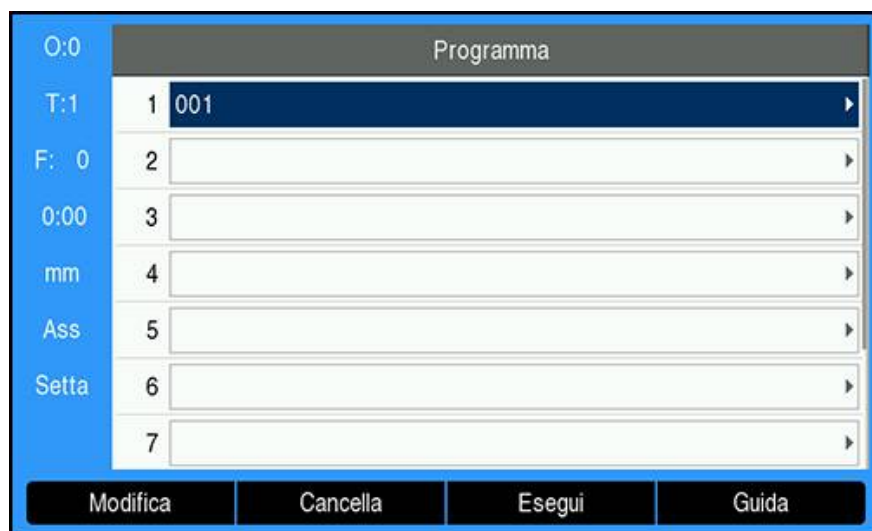 O:0
Programma
T:1
1 001
F: 0
2
0:00
3
mm
4
Ass
5
Setta
6
7
Modifica Cancella Esegui Guida